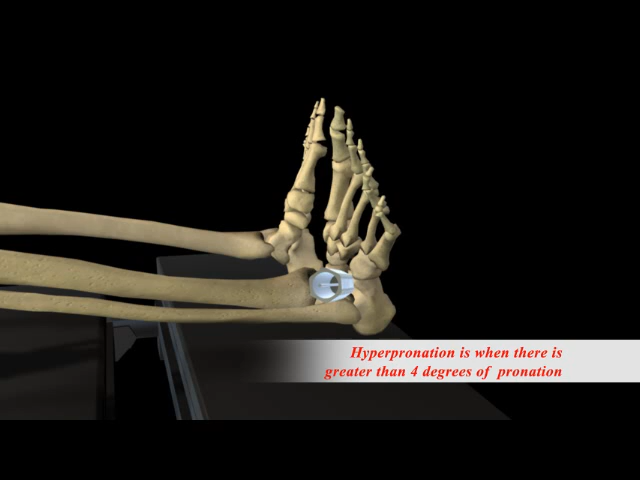 Hyperpronation is when there is
greater than 4 degrees of pronation